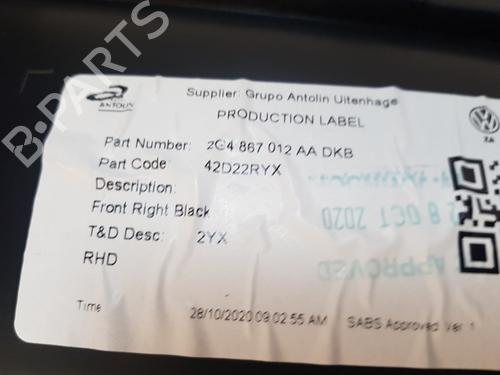 B-PARTS
ANTOLIN
Supplier: Grupo Antolin Uitenhage
PRODUCTION LABEL
XA
Part Number: 2G4 867 012 AA DKB
Part Code: 42D22RYX
Description:
Front Right Black
28 OCT 2020
T&D Desc: 2YX
APPROVED
RHD
Time 28/10/2020 09:02:55 AM SABS Approved Ver 1